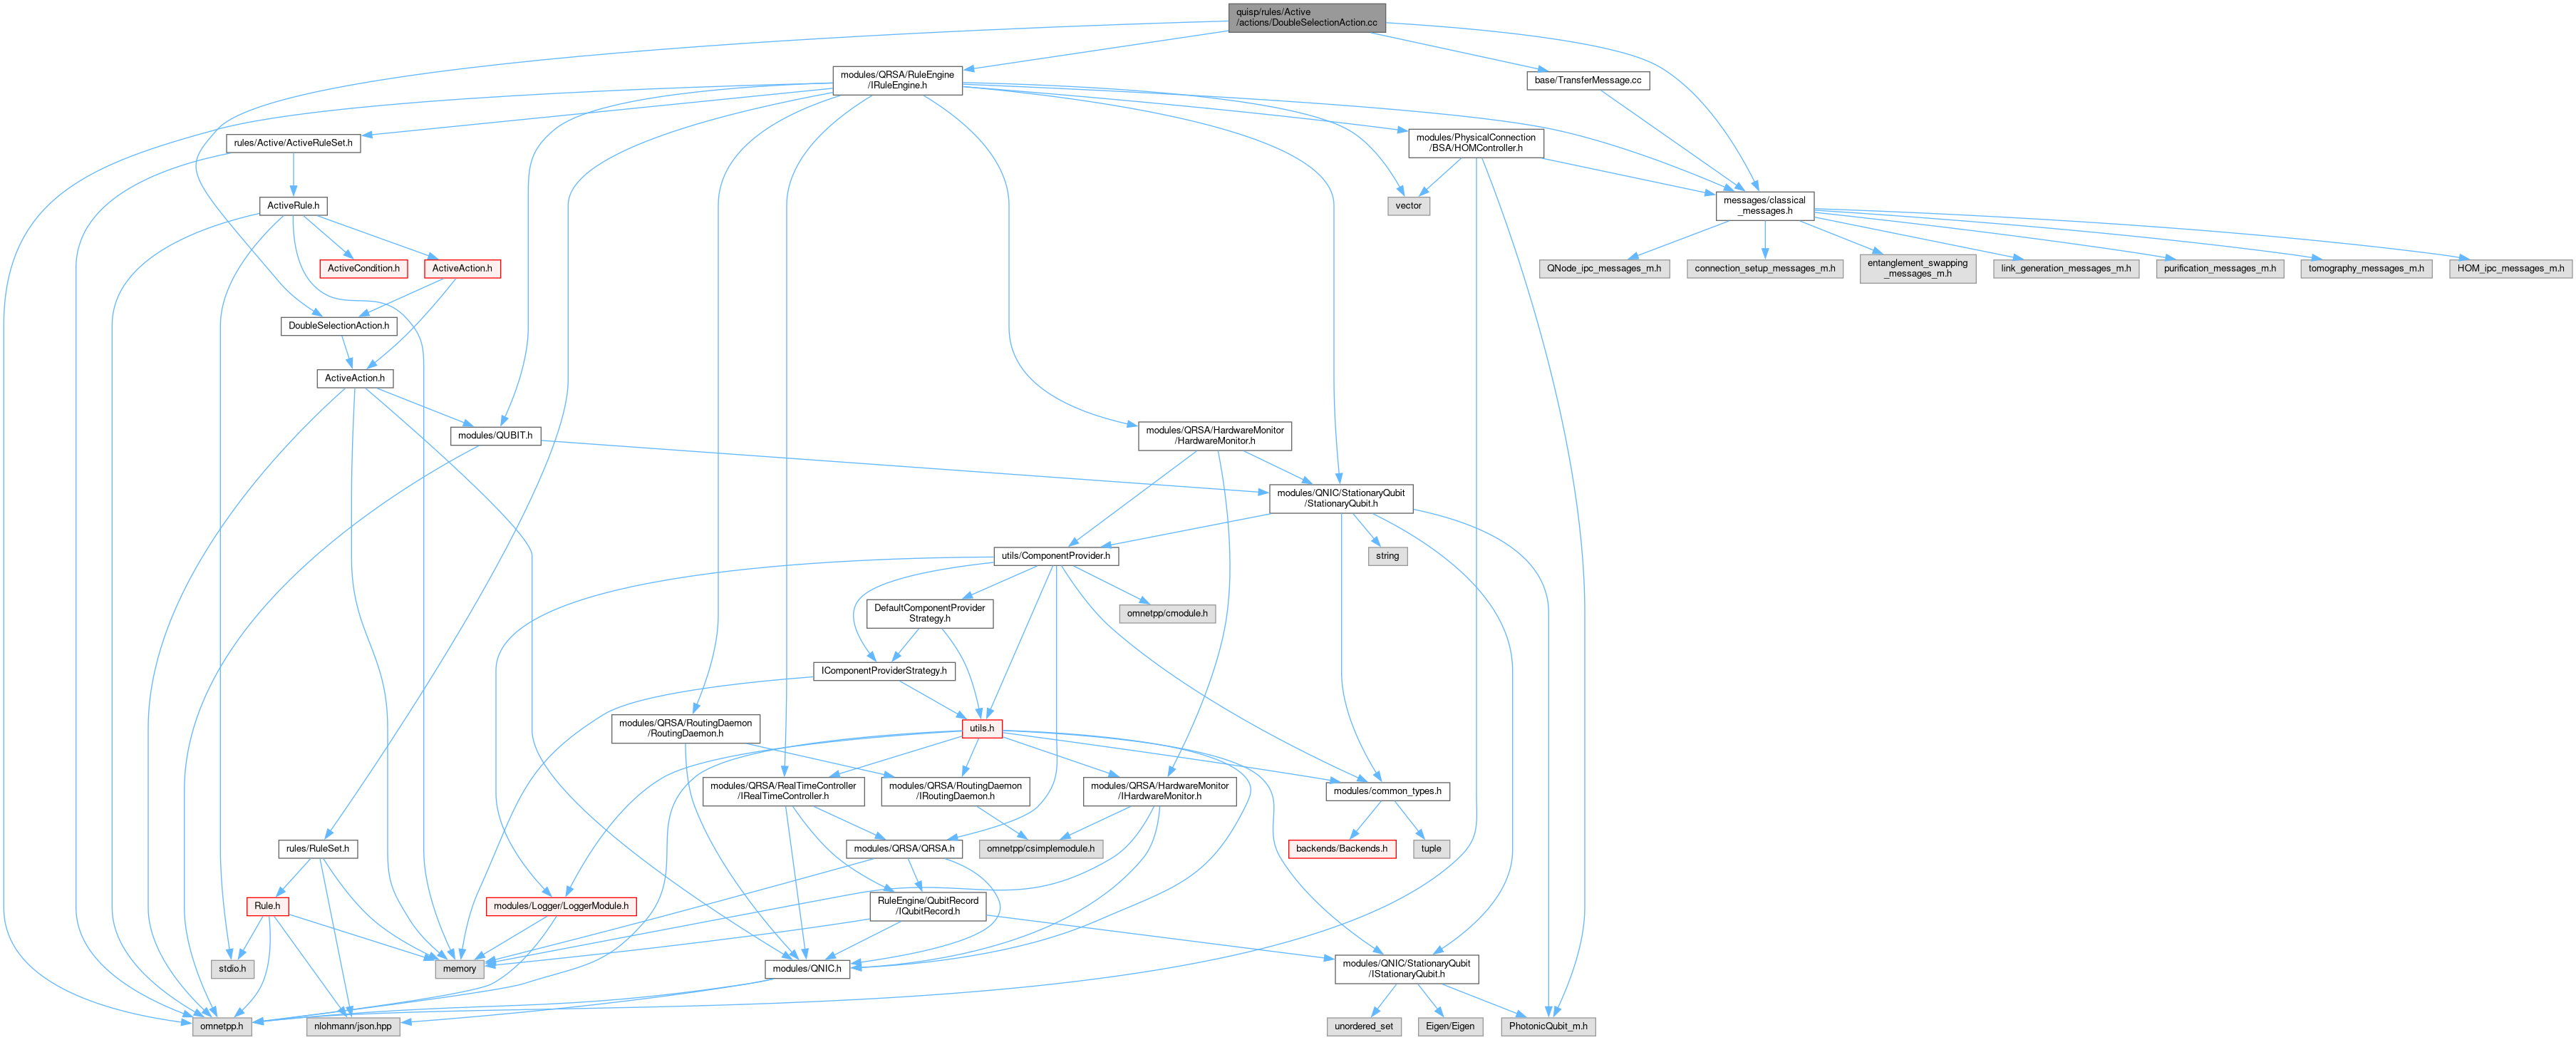 quisp/rules/Active
/actions/DoubleSelectionAction.cc
modules/QRSA/RuleEngine
/IRuleEngine.h
base/TransferMessage.cc
rules/Active/ActiveRuleSet.h
modules/PhysicalConnection
/BSA/HOMController.h
ActiveRule.h
vector
messages/classical
_messages.h
ActiveCondition.h
ActiveAction.h
QNode_ipc_messages_m.h
connection_setup_messages_m.h
entanglement_swapping
_messages_m.h
link_generation_messages_m.h
purification_messages_m.h
tomography_messages_m.h
HOM_ipc_messages_m.h
DoubleSelectionAction.h
ActiveAction.h
modules/QUBIT.h
modules/QRSA/HardwareMonitor
/HardwareMonitor.h
modules/QNIC/StationaryQubit
/StationaryQubit.h
utils/ComponentProvider.h
string
DefaultComponentProvider
Strategy.h
omnetpp/cmodule.h
IComponentProviderStrategy.h
modules/QRSA/RoutingDaemon
/RoutingDaemon.h
utils.h
modules/QRSA/RealTimeController
/IRealTimeController.h
modules/QRSA/RoutingDaemon
/IRoutingDaemon.h
modules/QRSA/HardwareMonitor
/IHardwareMonitor.h
modules/common_types.h
rules/RuleSet.h
modules/QRSA/QRSA.h
omnetpp/csimplemodule.h
backends/Backends.h
tuple
Rule.h
modules/Logger/LoggerModule.h
RuleEngine/QubitRecord
/IQubitRecord.h
stdio.h
memory
modules/QNIC.h
modules/QNIC/StationaryQubit
/IStationaryQubit.h
omnetpp.h
nlohmann/json.hpp
unordered_set
Eigen/Eigen
PhotonicQubit_m.h